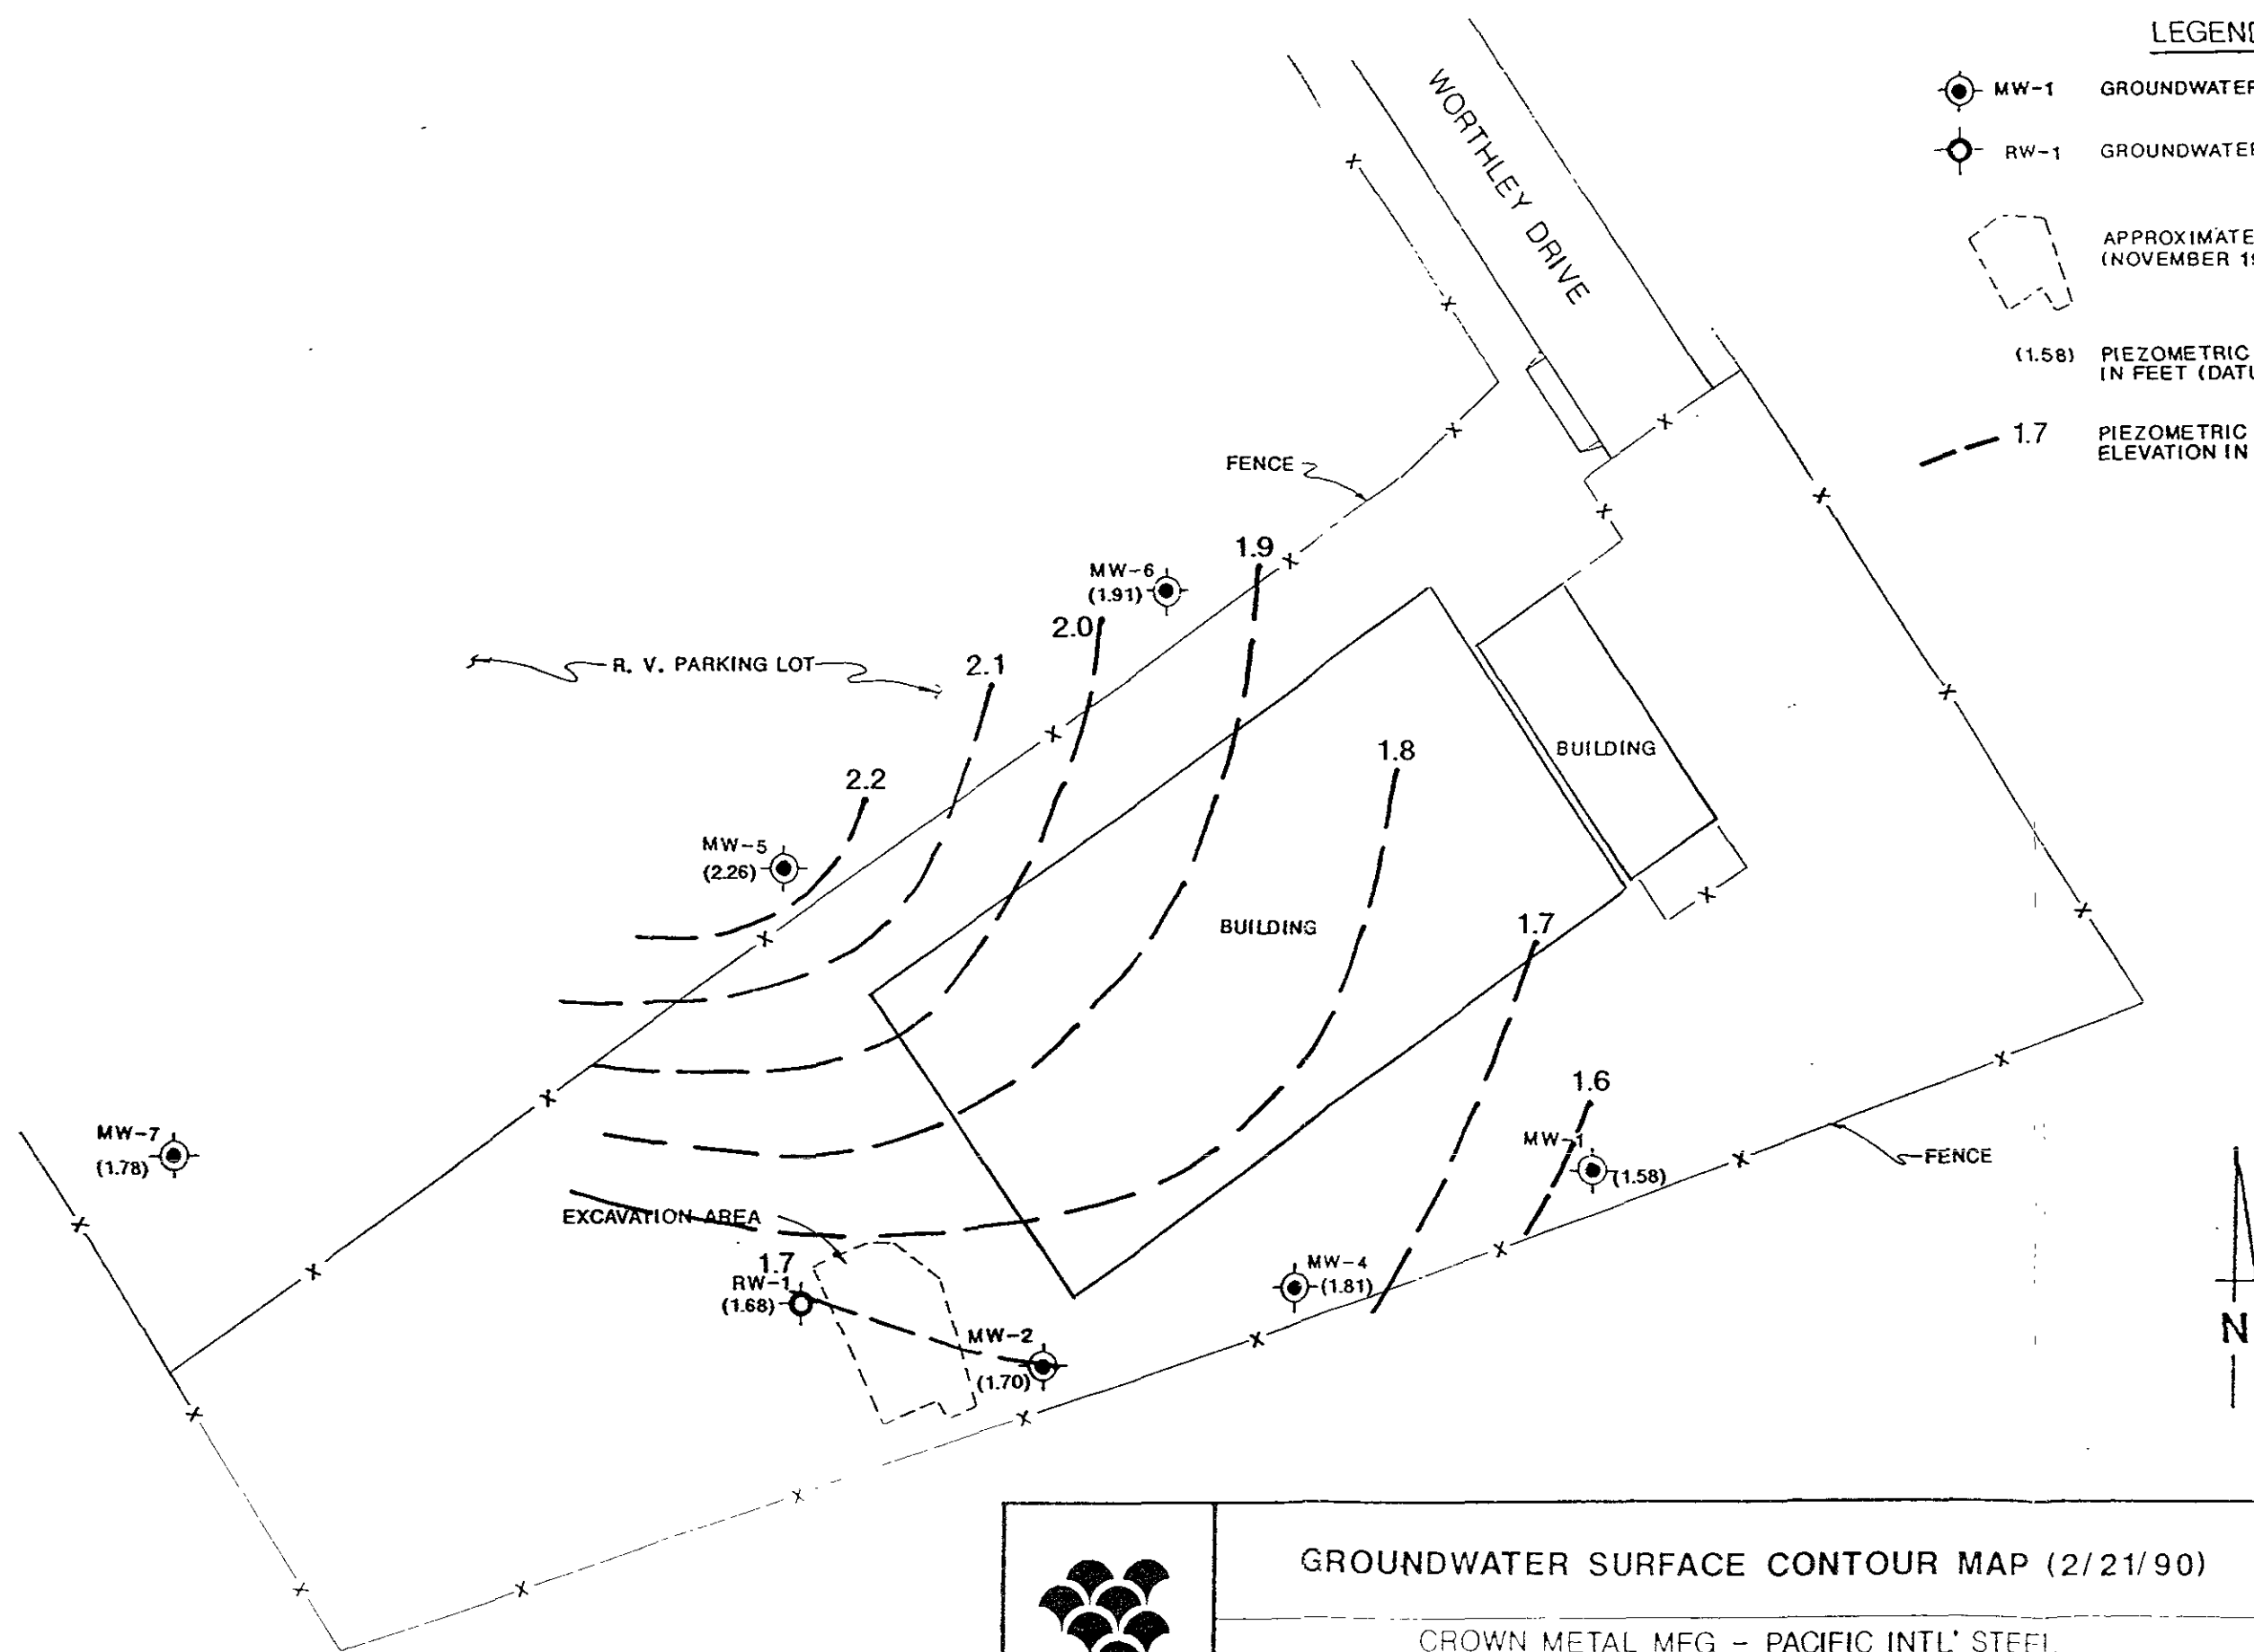 LEGEND
MW-1 GROUNDWATER
RW-1 GROUNDWATER
APPROXIMATE
(NOVEMBER 19
(1.58) PIEZOMETRIC
IN FEET (DATU
1.7 PIEZOMETRIC
ELEVATION IN
WORTHLEY DRIVE
FENCE
1.9
MW-6
(1.91)
2.0
2.1
R. V. PARKING LOT
2.2
1.8
BUILDING
MW-5
(2.26)
BUILDING
1.7
1.6
MW-7
(1.78)
MW-1
(1.58)
FENCE
EXCAVATION AREA
1.7
RW-1
(1.68)
MW-4
(1.81)
MW-2
(1.70)
N
GROUNDWATER SURFACE CONTOUR MAP (2/21/90)
CROWN METAL MFG - PACIFIC INTL' STEEL